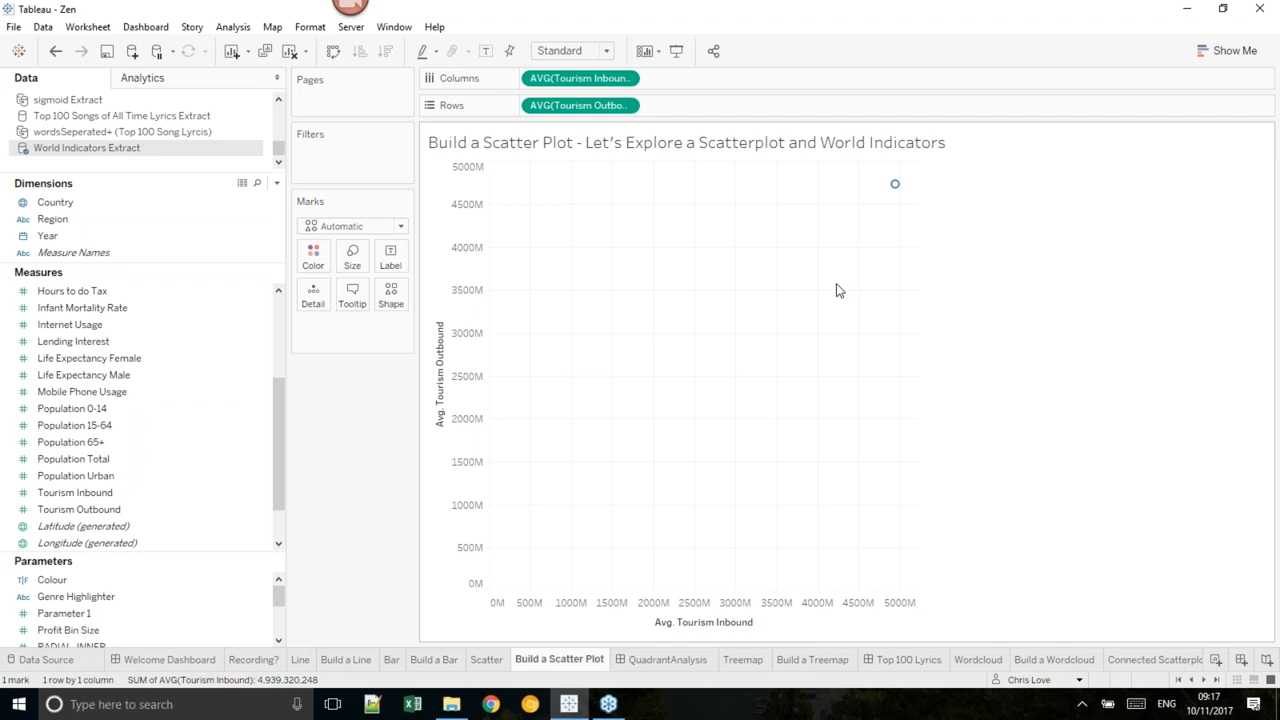 Tableau - Zen
File Data Worksheet Dashboard Story Analysis Map Format Server Window Help
Standard
Show Me
Data Analytics
sigmoid Extract
Top 100 Songs of All Time Lyrics Extract
wordsSeperated+ (Top 100 Song Lyrics)
World Indicators Extract
Dimensions
Country
Abc Region
Year
Abc Measure Names
Measures
Hours to do Tax
Infant Mortality Rate
Internet Usage
Lending Interest
Life Expectancy Female
Life Expectancy Male
Mobile Phone Usage
Population 0-14
Population 15-64
Population 65+
Population Total
Population Urban
Tourism Inbound
Tourism Outbound
Latitude (generated)
Longitude (generated)
Parameters
T|F Colour
Abc Genre Highlighter
Parameter 1
Profit Bin Size
RADIAL_INNER
Pages
Filters
Marks
Automatic
Color Size Label
Detail Tooltip Shape
Columns AVG(Tourism Inboun..
Rows AVG(Tourism Outbo..
Build a Scatter Plot - Let's Explore a Scatterplot and World Indicators
5000M
4500M
4000M
3500M
3000M
2500M
2000M
1500M
1000M
500M
0M
Avg. Tourism Outbound
0M 500M 1000M 1500M 2000M 2500M 3000M 3500M 4000M 4500M 5000M
Avg. Tourism Inbound
Data Source Welcome Dashboard Recording? Line Build a Line Bar Build a Bar Scatter Build a Scatter Plot QuadrantAnalysis Treemap Build a Treemap Top 100 Lyrics Wordcloud Build a Wordcloud Connected Scatterplc
1 mark 1 row by 1 column SUM of AVG(Tourism Inbound): 4,939,320,248 Chris Love
Type here to search
ENG
09:17
10/11/2017